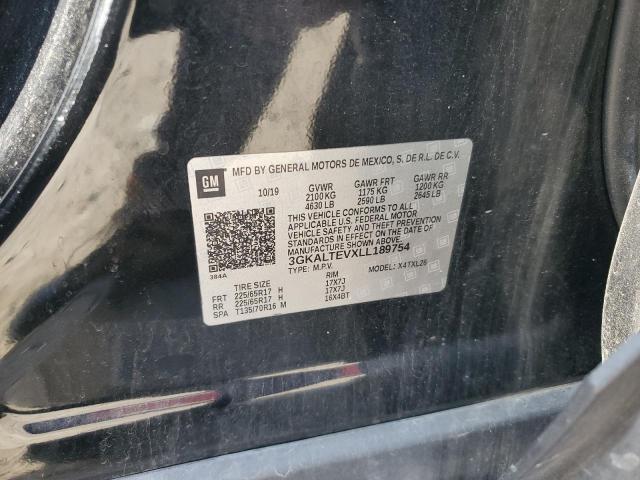 MFD BY GENERAL MOTORS DE MEXICO, S. DE R.L. DE C.V.
GM
10/19 GVWR GAWR FRT GAWR RR
2100 KG 1175 KG 1200 KG
4630 LB 2590 LB 2645 LB
THIS VEHICLE CONFORMS TO ALL
APPLICABLE U.S. FEDERAL MOTOR
VEHICLE SAFETY AND THEFT PREVENTION
STANDARDS IN EFFECT ON THE DATE OF
MANUFACTURE SHOWN ABOVE.
3GKALTEVXLL189754
384A
TYPE: M.P.V. MODEL: X4TXL26
TIRE SIZE RIM
FRT 225/65R17 H 17X7J
RR 225/65R17 H 17X7J
SPA T135/70R16 M 16X4BT